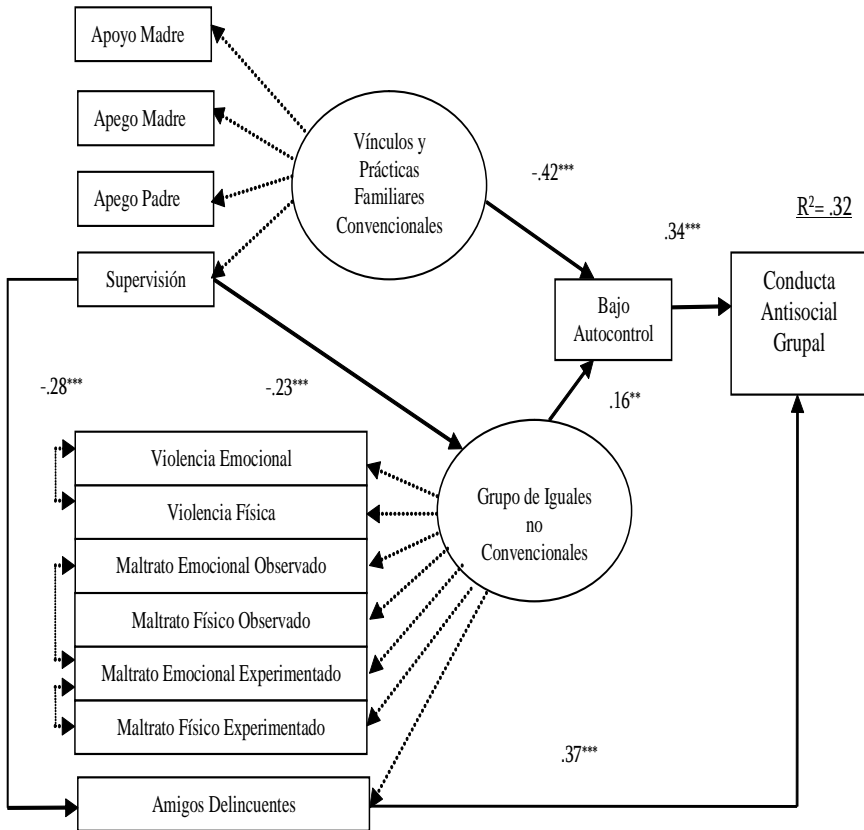 Apoyo Madre
Apego Madre
Apego Padre
Supervisión
Vínculos y
Prácticas
Familiares
Convencionales
-.42***
.34***
R²= .32
Bajo
Autocontrol
Conducta
Antisocial
Grupal
-.28***
-.23***
.16**
Violencia Emocional
Violencia Física
Maltrato Emocional Observado
Maltrato Físico Observado
Maltrato Emocional Experimentado
Maltrato Físico Experimentado
Grupo de Iguales
no
Convencionales
.37***
Amigos Delincuentes